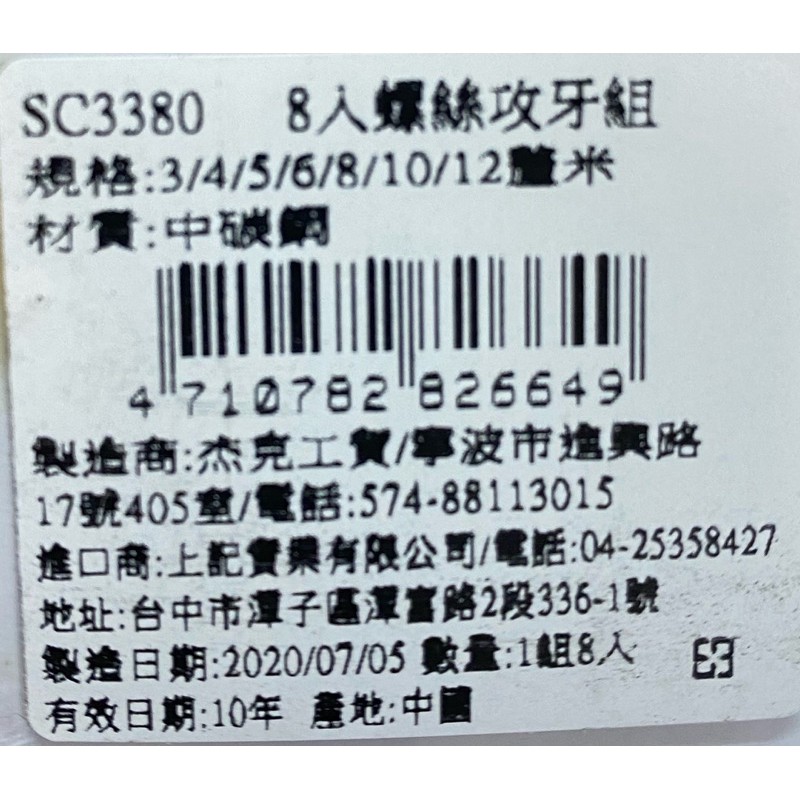 SC3380 8入螺絲攻牙組
規格:3/4/5/6/8/10/12釐米
材質:中碳鋼
4 710782 826649
製造商:杰克工貿/寧波市進興路
17號405室/電話:574-88113015
進口商:上記實業有限公司/電話:04-25358427
地址:台中市潭子區潭富路2段336-1號
製造日期:2020/07/05 數量:1組8入
有效日期:10年 產地:中國